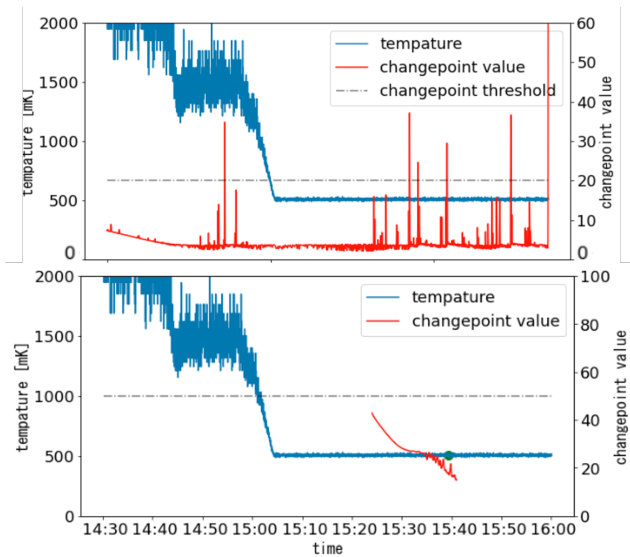 2000
1500
1000
500
0
tempature [mK]
tempature
changepoint value
changepoint threshold
60
50
40
30
20
10
0
changepoint value
2000
1500
1000
500
0
tempature [mK]
tempature
changepoint value
100
80
60
40
20
0
changepoint value
14:30 14:40 14:50 15:00 15:10 15:20 15:30 15:40 15:50 16:00
time